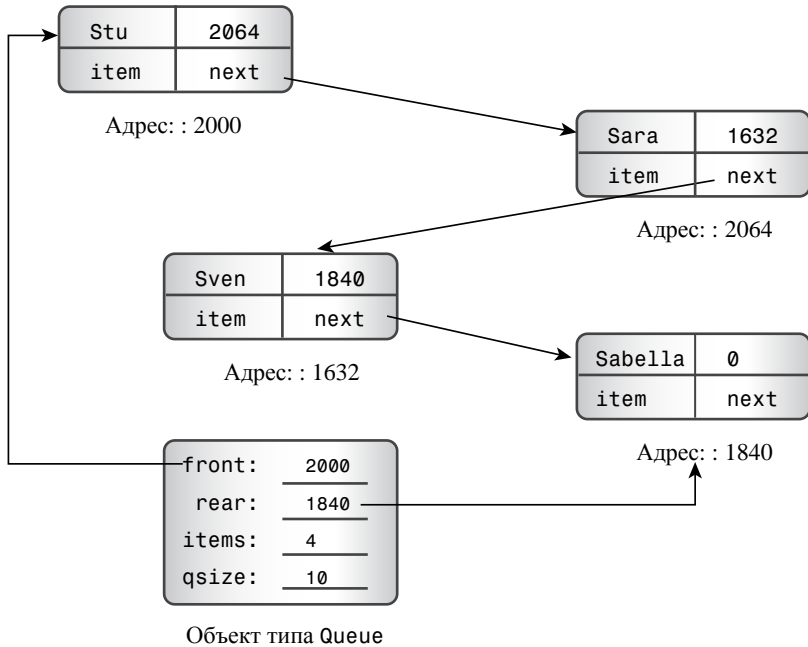 Stu 2064
item next
Адрес: : 2000
Sara 1632
item next
Адрес: : 2064
Sven 1840
item next
Адрес: : 1632
Sabella 0
item next
Адрес: : 1840
front: 2000
rear: 1840
items: 4
qsize: 10
Объект типа Queue